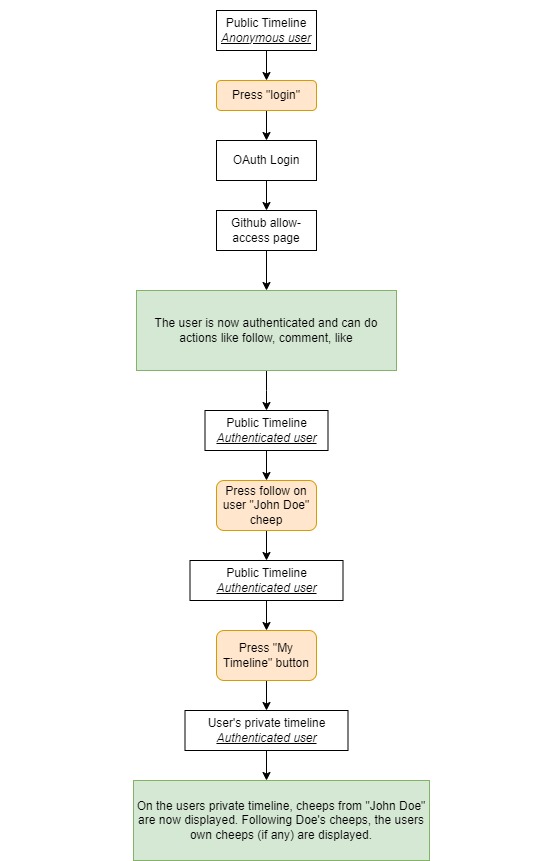 Public Timeline
Anonymous user
Press "login"
OAuth Login
Github allow-
access page
The user is now authenticated and can do
actions like follow, comment, like
Public Timeline
Authenticated user
Press follow on
user "John Doe"
cheep
Public Timeline
Authenticated user
Press "My
Timeline" button
User's private timeline
Authenticated user
On the users private timeline, cheeps from "John Doe"
are now displayed. Following Doe's cheeps, the users
own cheeps (if any) are displayed.